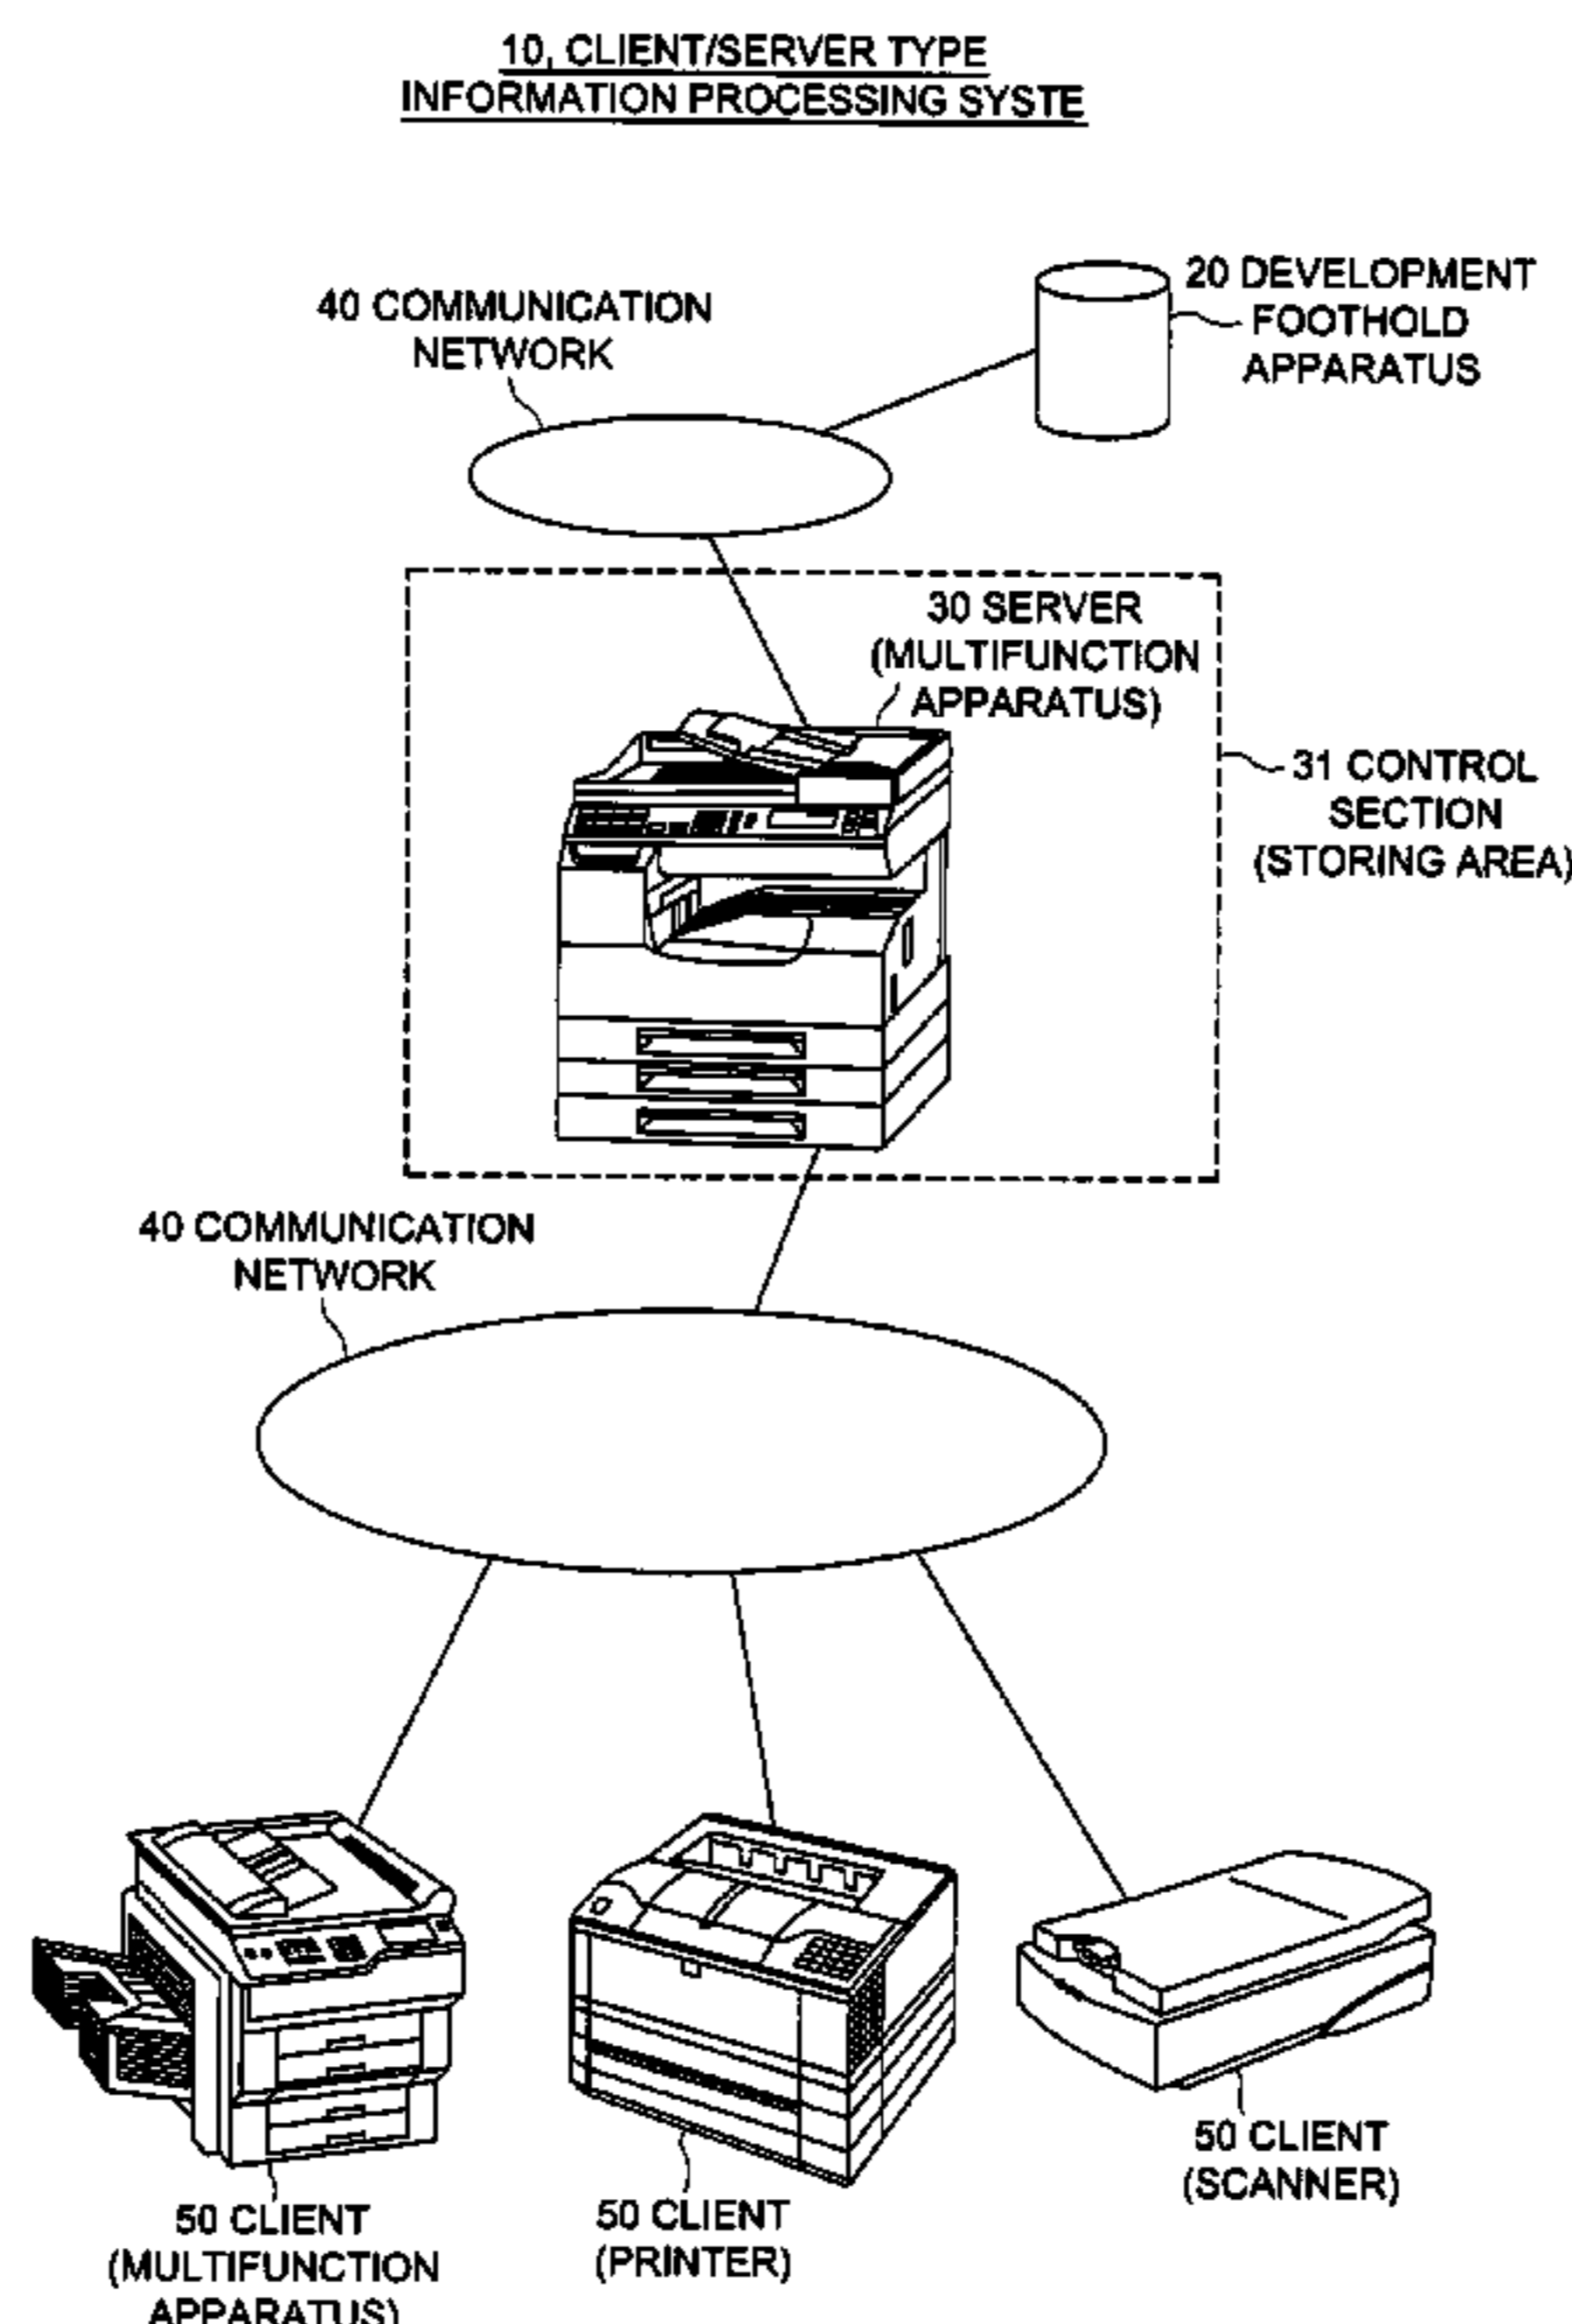 10, CLIENT/SERVER TYPE
INFORMATION PROCESSING SYSTE
20 DEVELOPMENT
FOOTHOLD
APPARATUS
40 COMMUNICATION
NETWORK
30 SERVER
(MULTIFUNCTION
APPARATUS)
31 CONTROL
SECTION
(STORING AREA)
40 COMMUNICATION
NETWORK
50 CLIENT
(MULTIFUNCTION
APPARATUS)
50 CLIENT
(PRINTER)
50 CLIENT
(SCANNER)